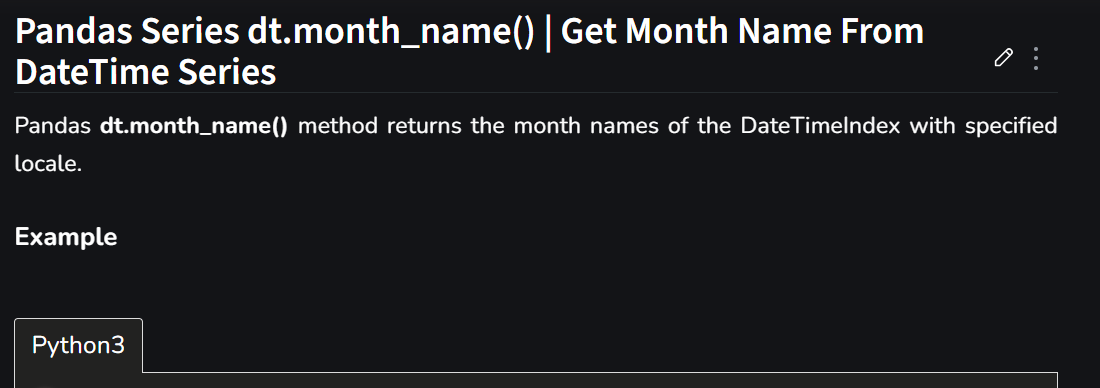 Pandas Series dt.month_name() | Get Month Name From
DateTime Series
Pandas dt.month_name() method returns the month names of the DateTimeIndex with specified
locale.
Example
Python3